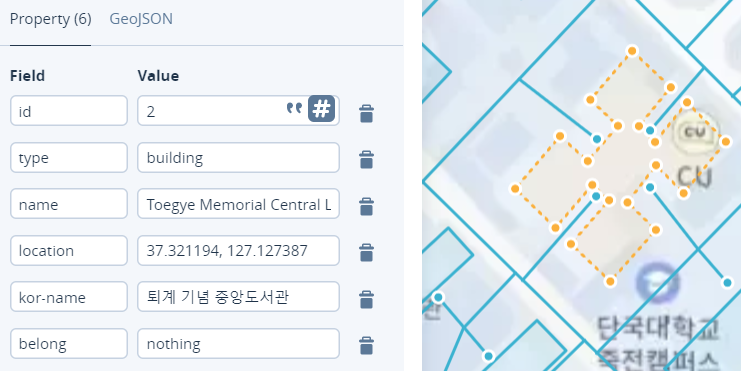 Property (6) GeoJSON
Field Value
id 2 " #
type building
name Toegye Memorial Central L
location 37.321194, 127.127387
kor-name 퇴계 기념 중앙도서관
belong nothing
CU
CU
관
단국대학교
죽전캠퍼스